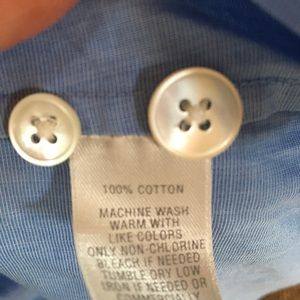 100% COTTON
MACHINE WASH
WARM WITH
LIKE COLORS
ONLY NON-CHLORINE
BLEACH IF NEEDED
TUMBLE DRY LOW
IRON IF NEEDED OR
COMMERCIALLY